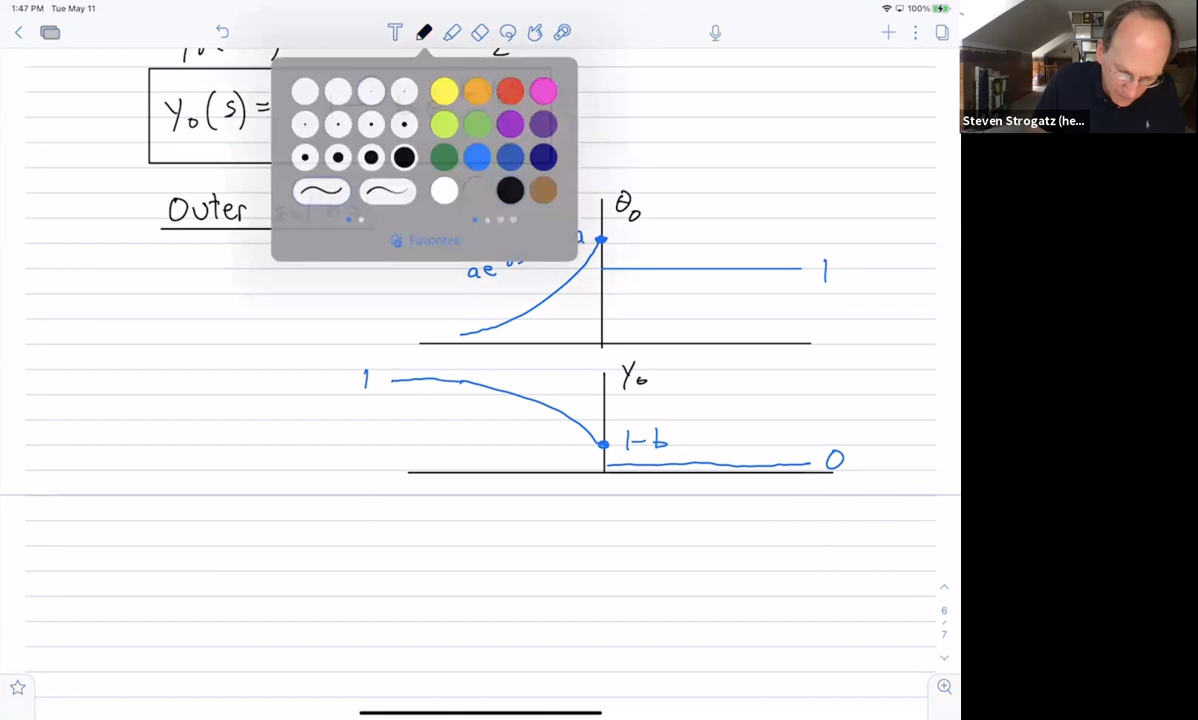 1:47 PM Tue May 11
100%
Steven Strogatz (he...
Y₀(s) =
Favorites
Outer
θ₀
a
ae
1
1
Y₀
1-b
0
6
/
7